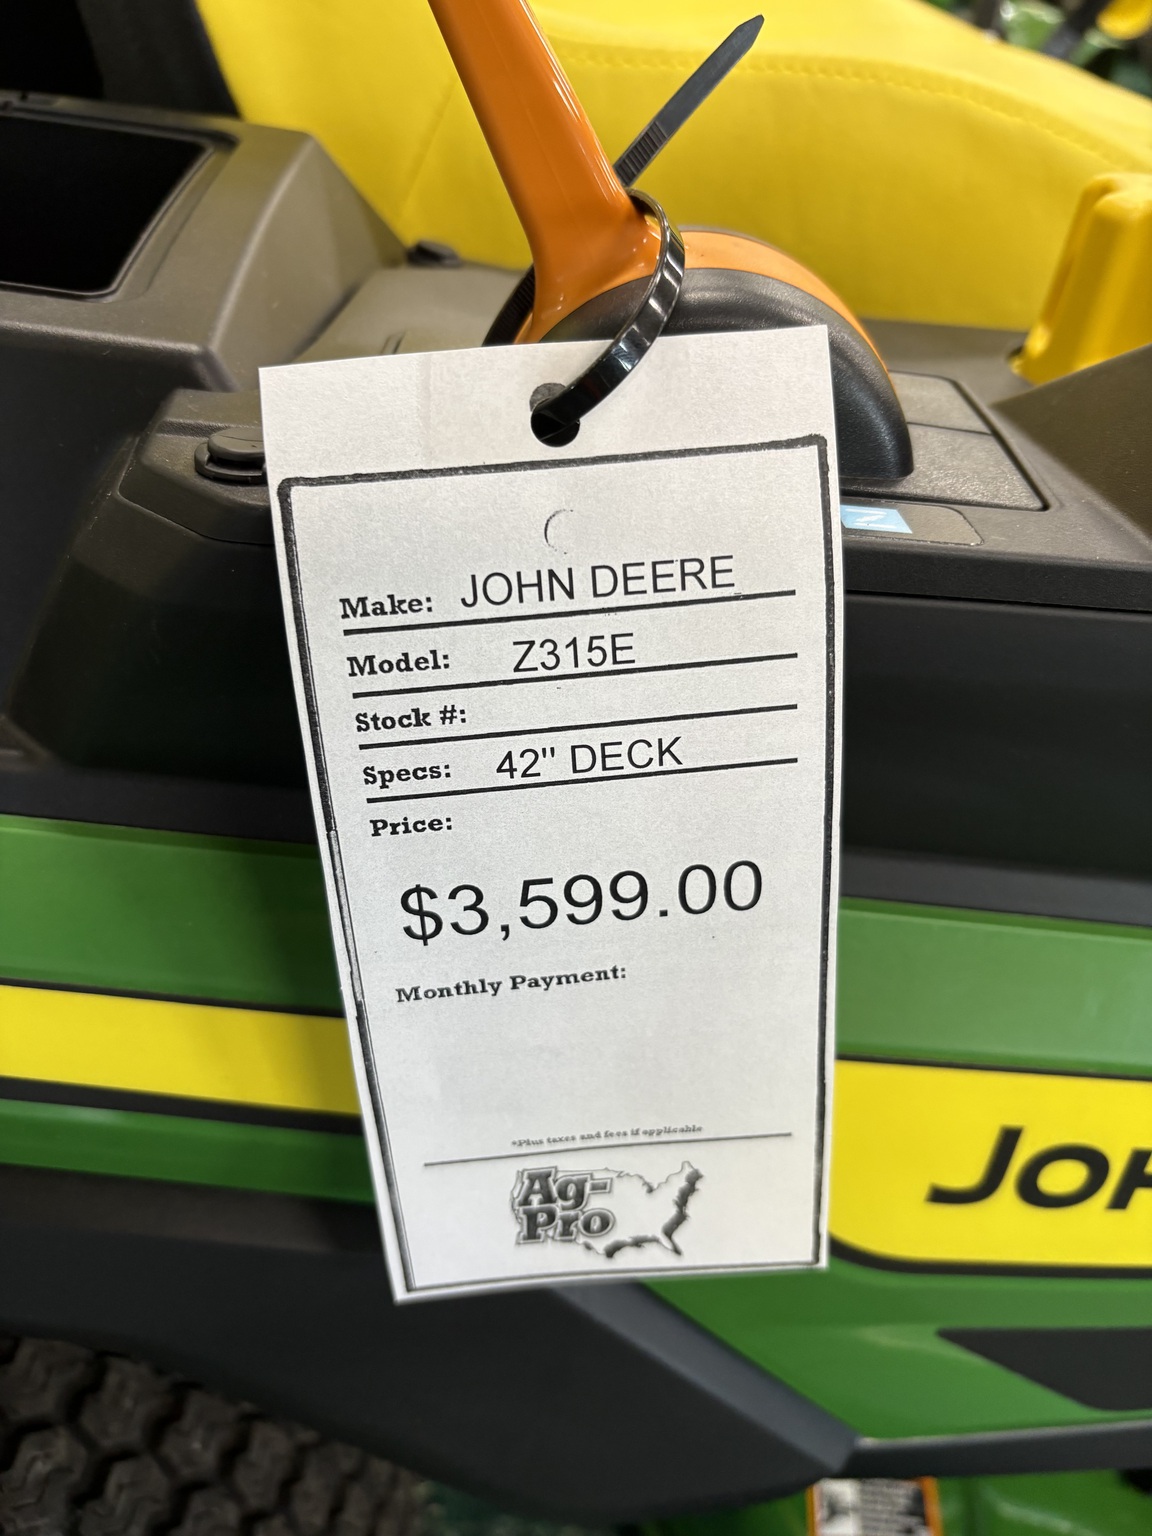 Make: JOHN DEERE
Model: Z315E
Stock #:
Specs: 42" DECK
Price:
$3,599.00
Monthly Payment:
*Plus taxes and fees if applicable
Ag-
Pro
JOH
Z